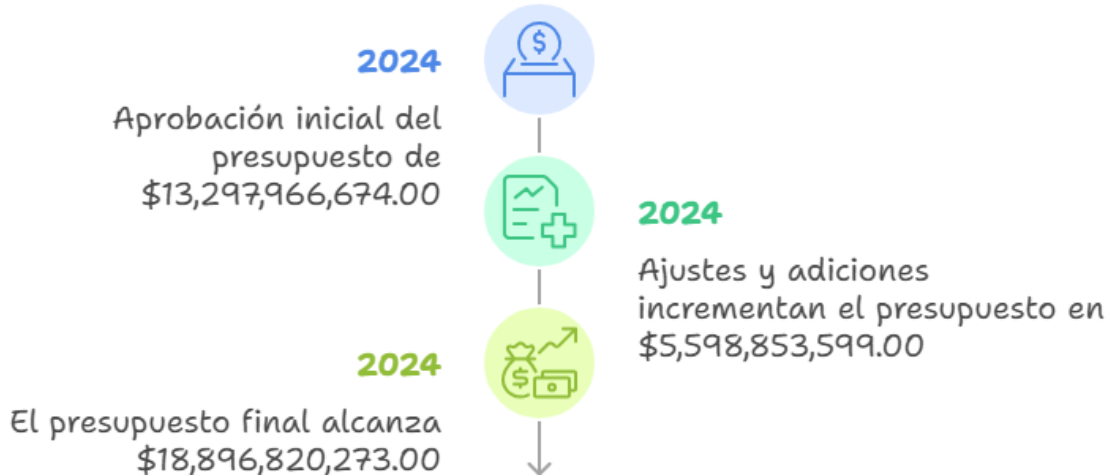 2024
Aprobación inicial del
presupuesto de
$13,297,966,674.00
2024
Ajustes y adiciones
incrementan el presupuesto en
$5,598,853,599.00
2024
El presupuesto final alcanza
$18,896,820,273.00